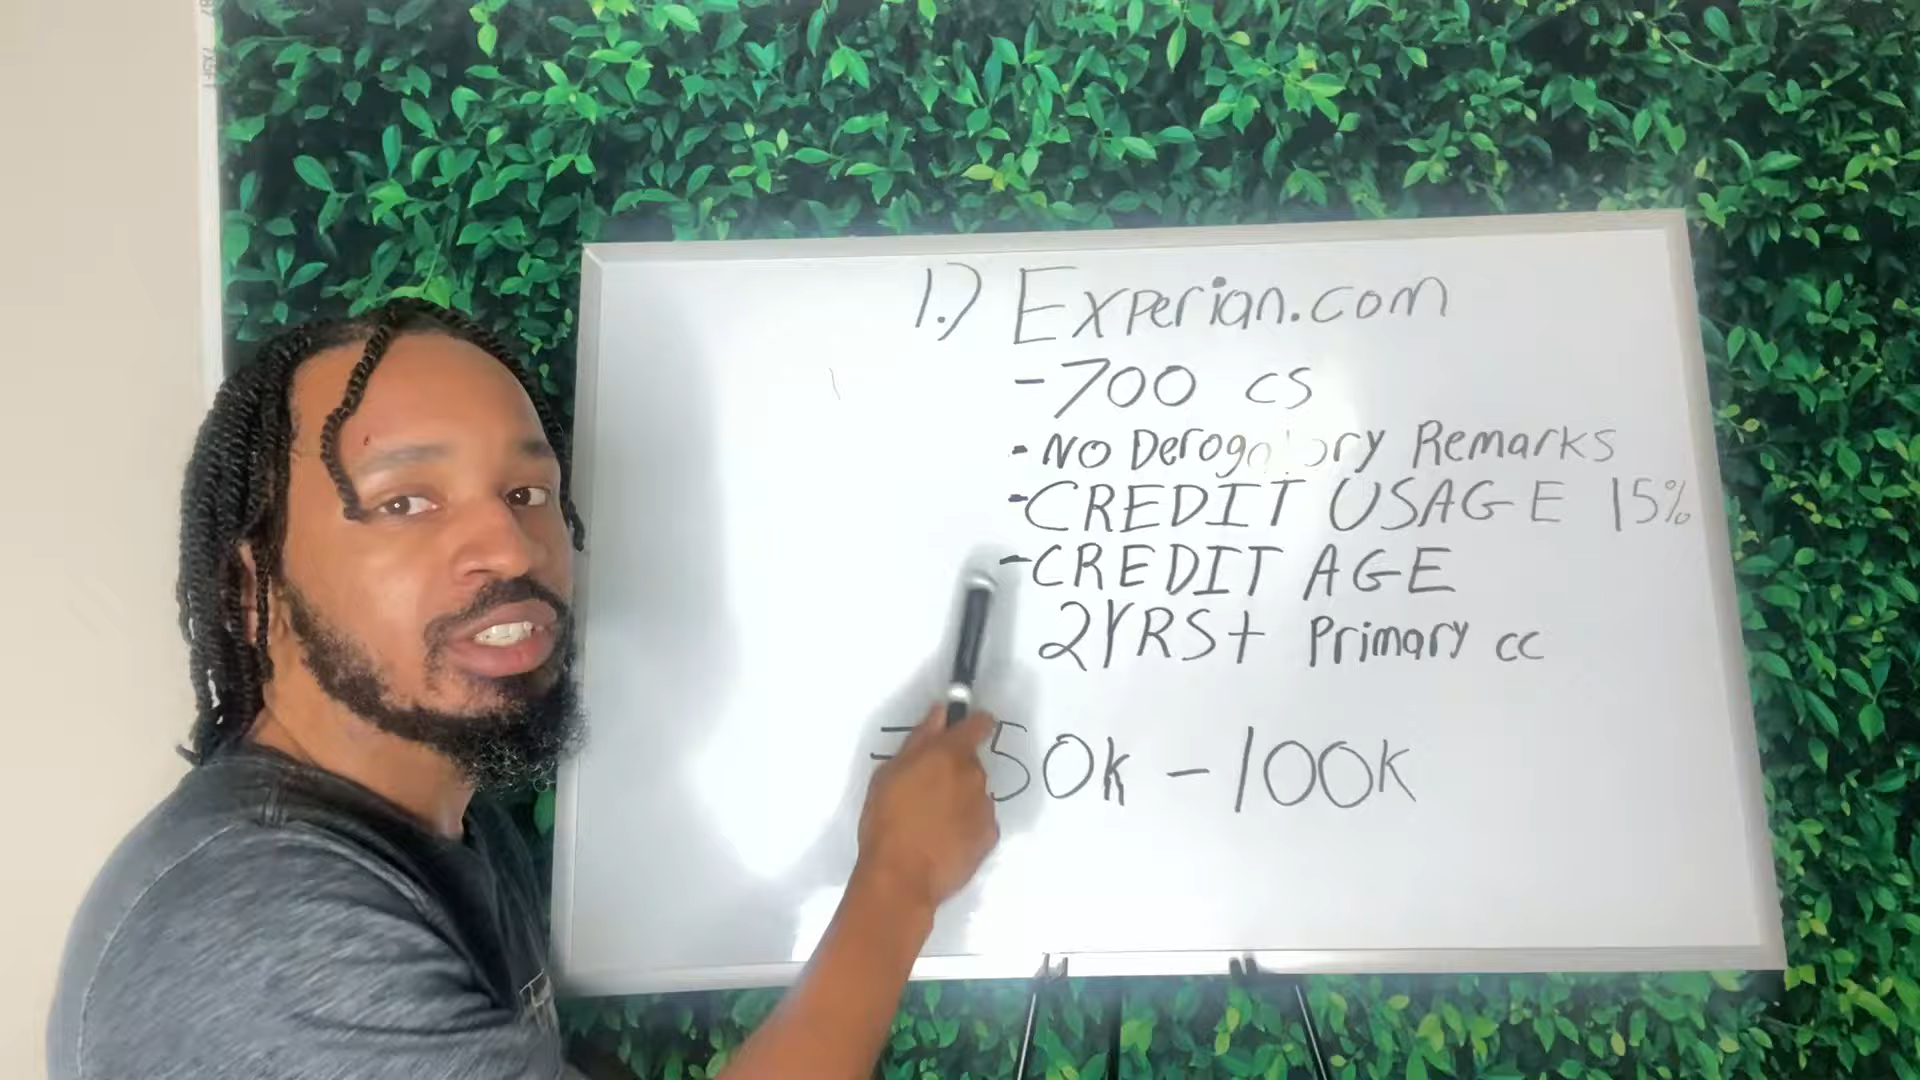 1.) Experian.com
-700 CS
- No Derogatory Remarks
- CREDIT USAGE 15%
- CREDIT AGE
2YRS+ Primary cc
= 50k - 100k